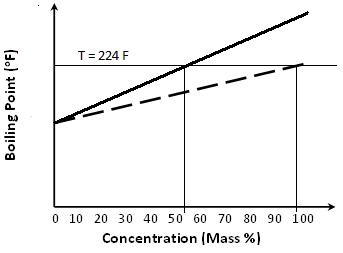 Boiling Point (°F)
T = 224 F
0 10 20 30 40 50 60 70 80 90 100
Concentration (Mass %)